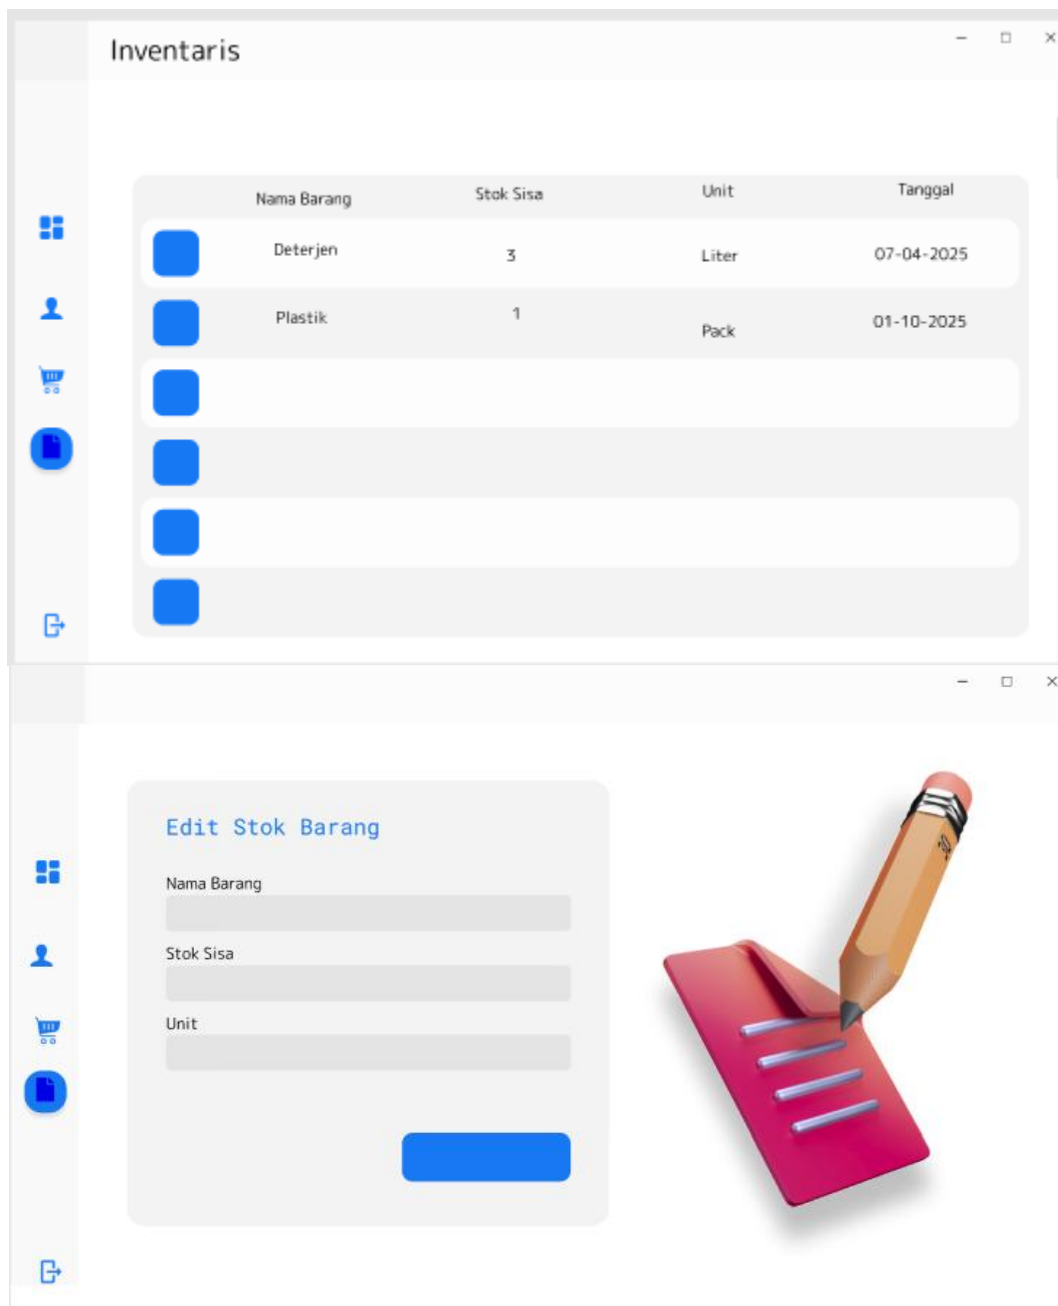 Inventaris
Nama Barang Stok Sisa Unit Tanggal
Deterjen 3 Liter 07-04-2025
Plastik 1 Pack 01-10-2025
Edit Stok Barang
Nama Barang
Stok Sisa
Unit